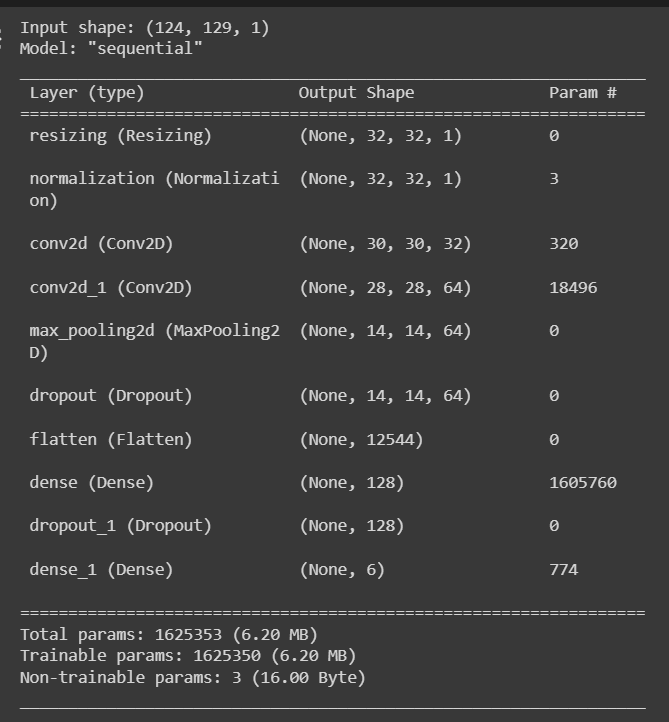 Input shape: (124, 129, 1)
Model: "sequential"
_________________________________________________________________
Layer (type) Output Shape Param #
=================================================================
resizing (Resizing) (None, 32, 32, 1) 0
normalization (Normalizati (None, 32, 32, 1) 3
on)
conv2d (Conv2D) (None, 30, 30, 32) 320
conv2d_1 (Conv2D) (None, 28, 28, 64) 18496
max_pooling2d (MaxPooling2 (None, 14, 14, 64) 0
D)
dropout (Dropout) (None, 14, 14, 64) 0
flatten (Flatten) (None, 12544) 0
dense (Dense) (None, 128) 1605760
dropout_1 (Dropout) (None, 128) 0
dense_1 (Dense) (None, 6) 774
=================================================================
Total params: 1625353 (6.20 MB)
Trainable params: 1625350 (6.20 MB)
Non-trainable params: 3 (16.00 Byte)
_________________________________________________________________